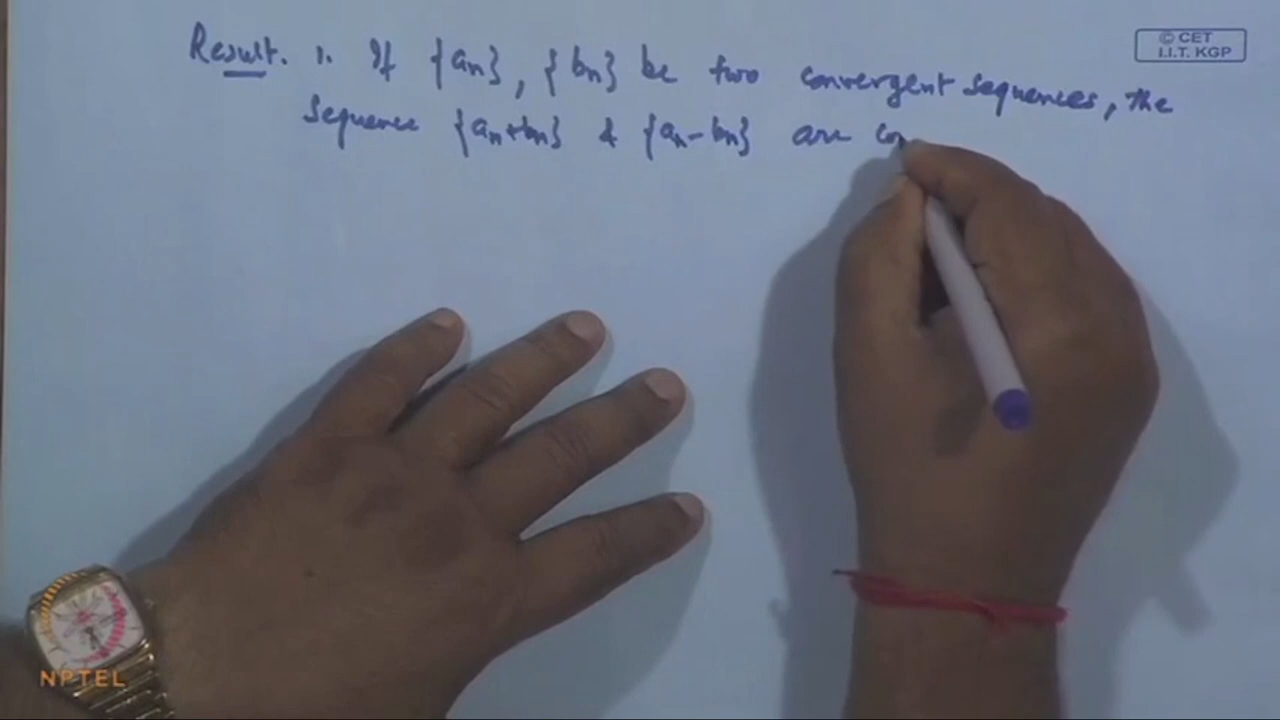 © CET
I.I.T. KGP
Result. 1. If {an}, {bn} be two convergent sequences, the
sequence {an+bn} & {an-bn} are con
NPTEL